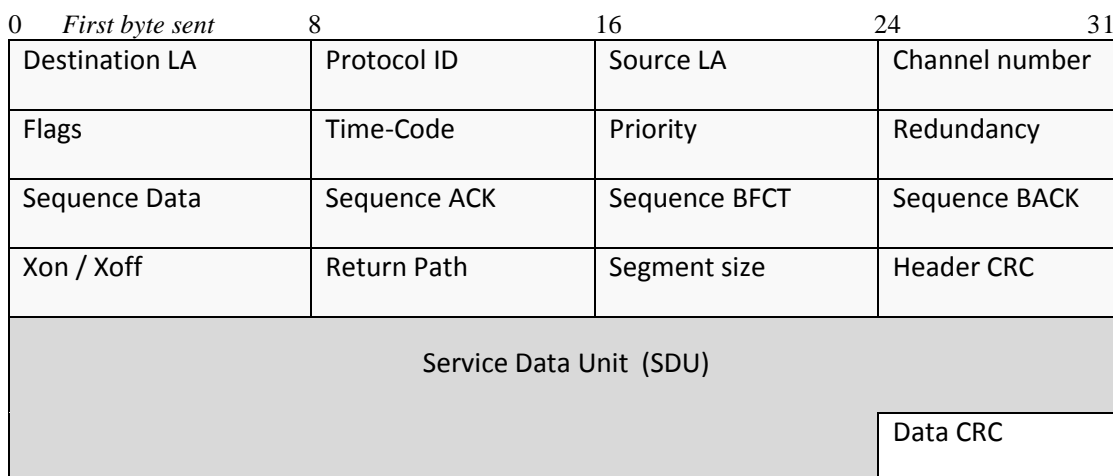 0 First byte sent 8 16 24 31
Destination LA Protocol ID Source LA Channel number
Flags Time-Code Priority Redundancy
Sequence Data Sequence ACK Sequence BFCT Sequence BACK
Xon / Xoff Return Path Segment size Header CRC
Service Data Unit (SDU)
Data CRC